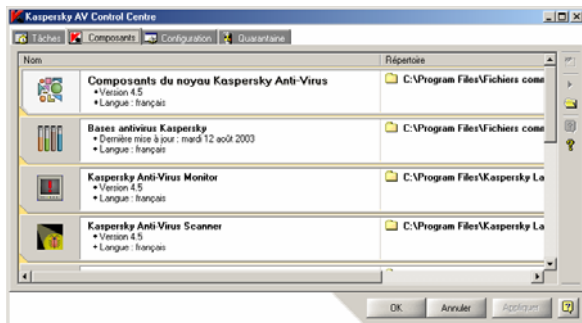 Kaspersky AV Control Centre
Tâches Composants Configuration Quarantaine
Nom Répertoire
Composants du noyau Kaspersky Anti-Virus C:\Program Files\Fichiers comm
• Version 4.5
• Langue : français
Bases antivirus Kaspersky C:\Program Files\Fichiers comm
• Dernière mise à jour : mardi 12 août 2003
• Langue : français
Kaspersky Anti-Virus Monitor C:\Program Files\Kaspersky La
• Version 4.5
• Langue : français
Kaspersky Anti-Virus Scanner C:\Program Files\Kaspersky La
• Version 4.5
• Langue : français
OK Annuler Appliquer